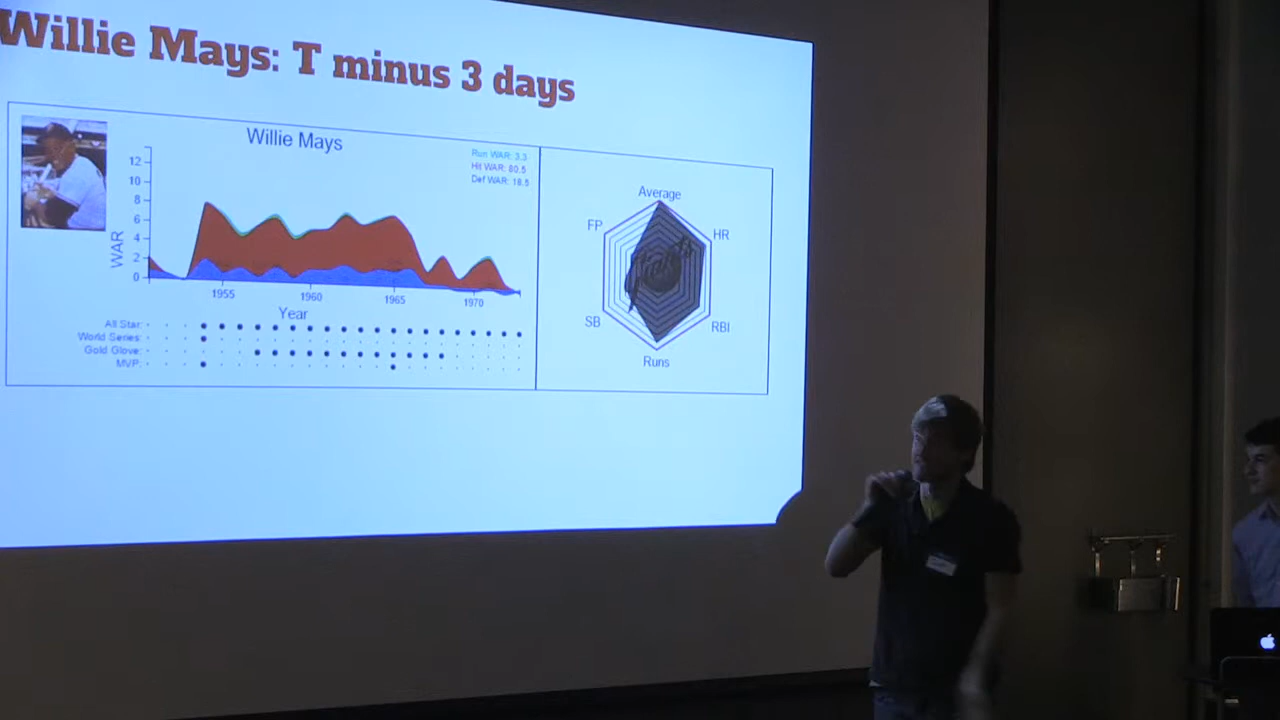 Willie Mays: T minus 3 days
Willie Mays
Run WAR: 3.3
Hit WAR: 80.5
Def WAR: 18.5
12
10
8
6
4
2
0
WAR
1955 1960 1965 1970
Year
All Star:
World Series:
Gold Glove:
MVP:
Average
FP HR
Giants
SB RBI
Runs